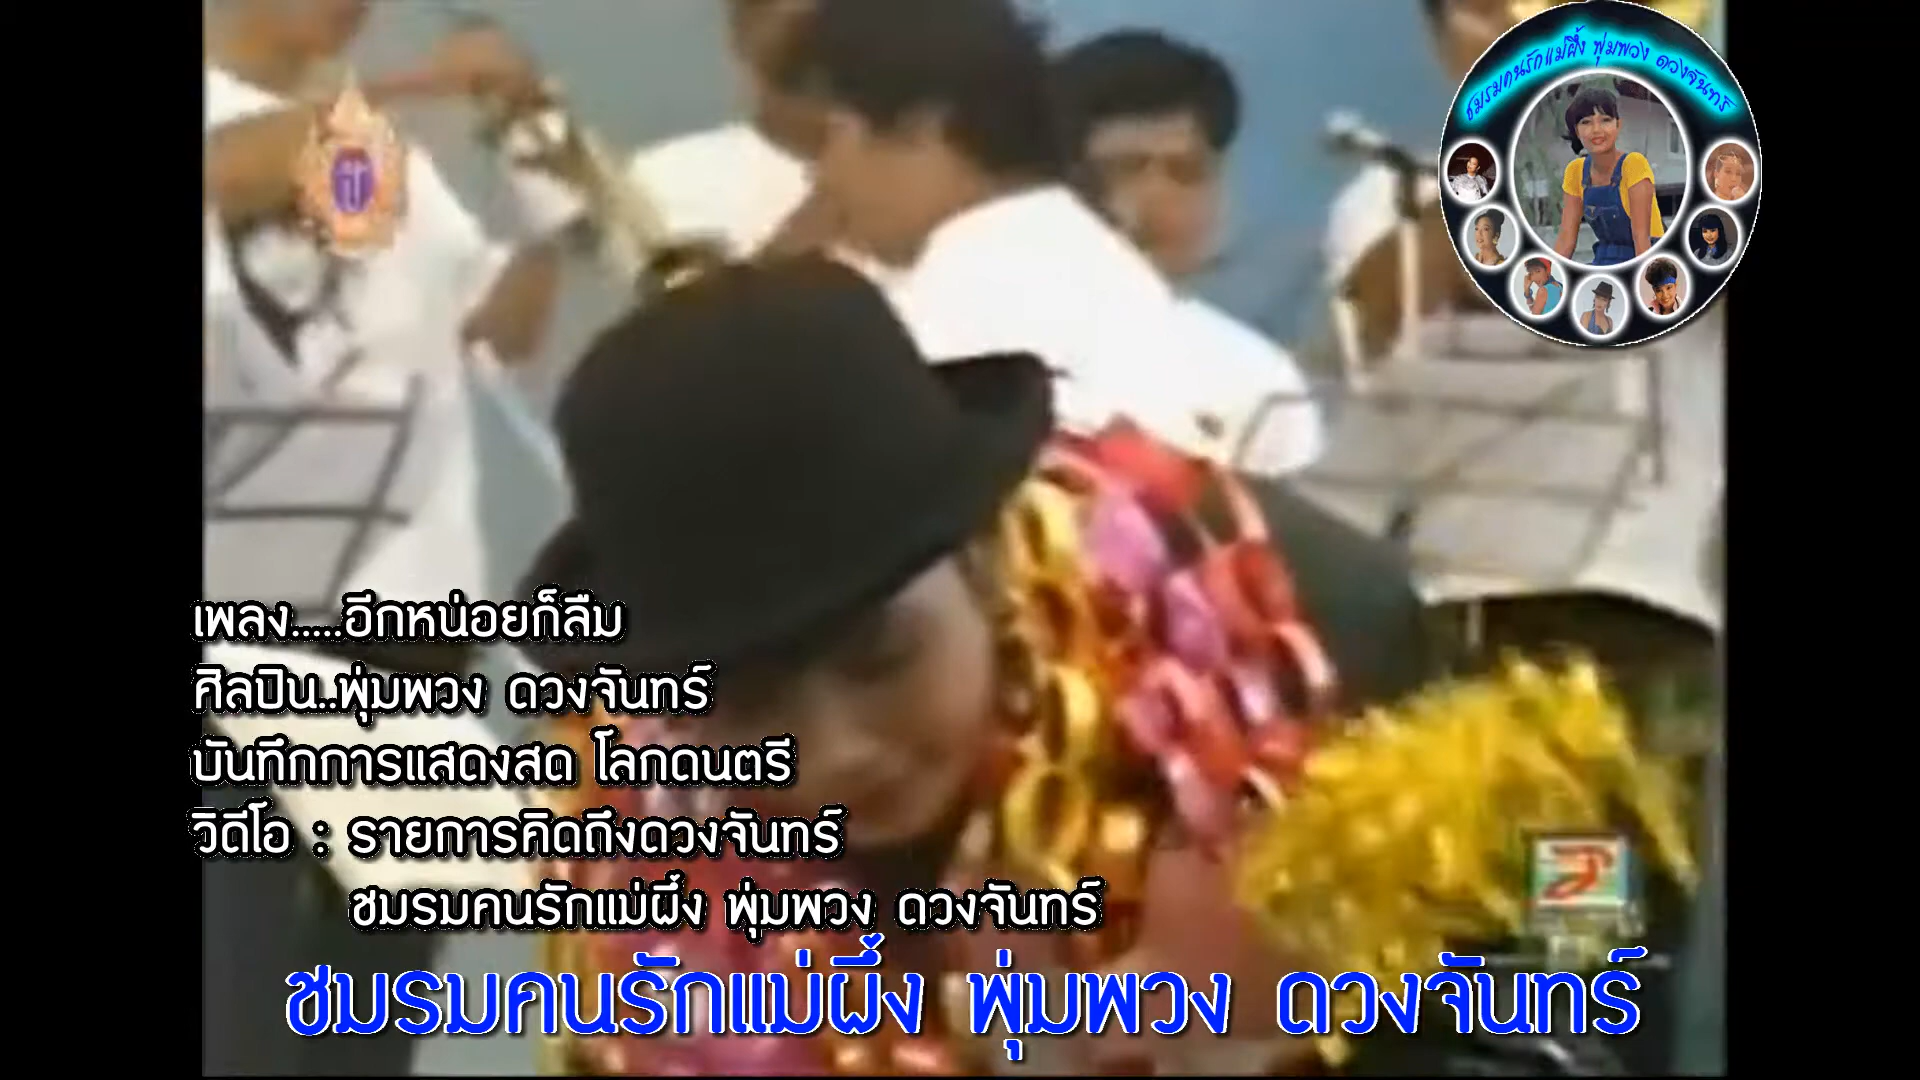 ชมรมคนรักแม่ผึ้ง พุ่มพวง ดวงจันทร์
เพลง.....อีกหน่อยก็ลืม
ศิลปิน..พุ่มพวง ดวงจันทร์
บันทึกการแสดงสด โลกดนตรี
วิดีโอ : รายการคิดถึงดวงจันทร์
ชมรมคนรักแม่ผึ้ง พุ่มพวง ดวงจันทร์
ชมรมคนรักแม่ผึ้ง พุ่มพวง ดวงจันทร์